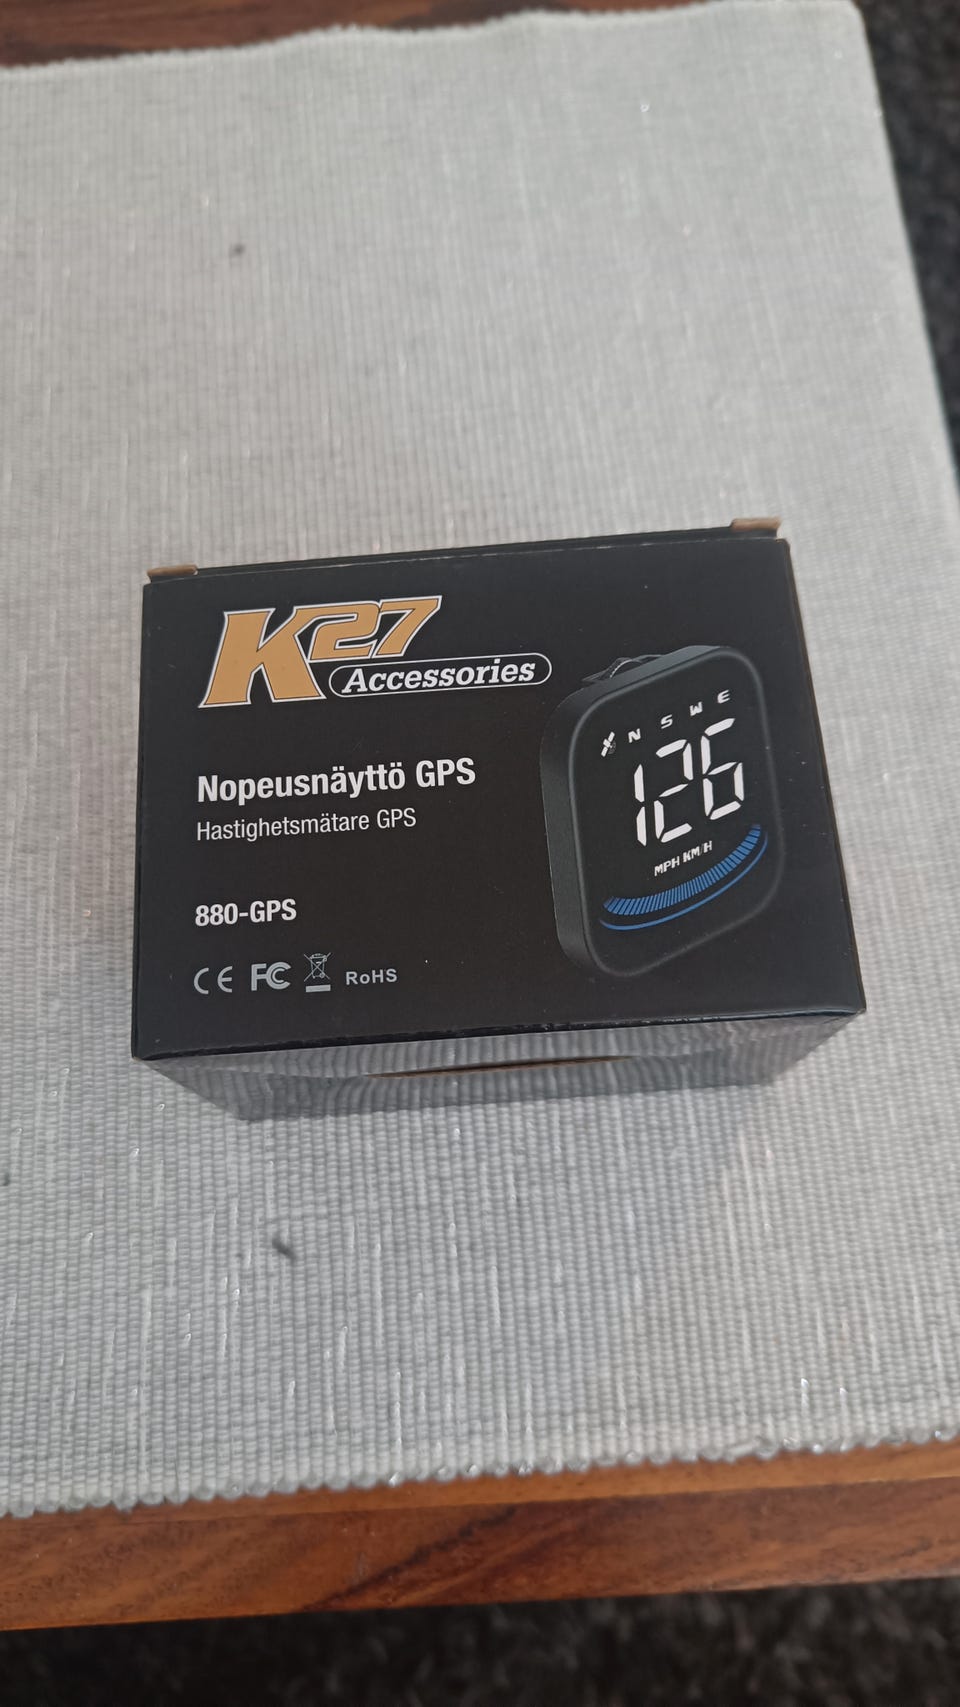 K27
Accessories
Nopeusnäyttö GPS
Hastighetsmätare GPS
880-GPS
CE FC RoHS
N S W E
126
MPH KM/H